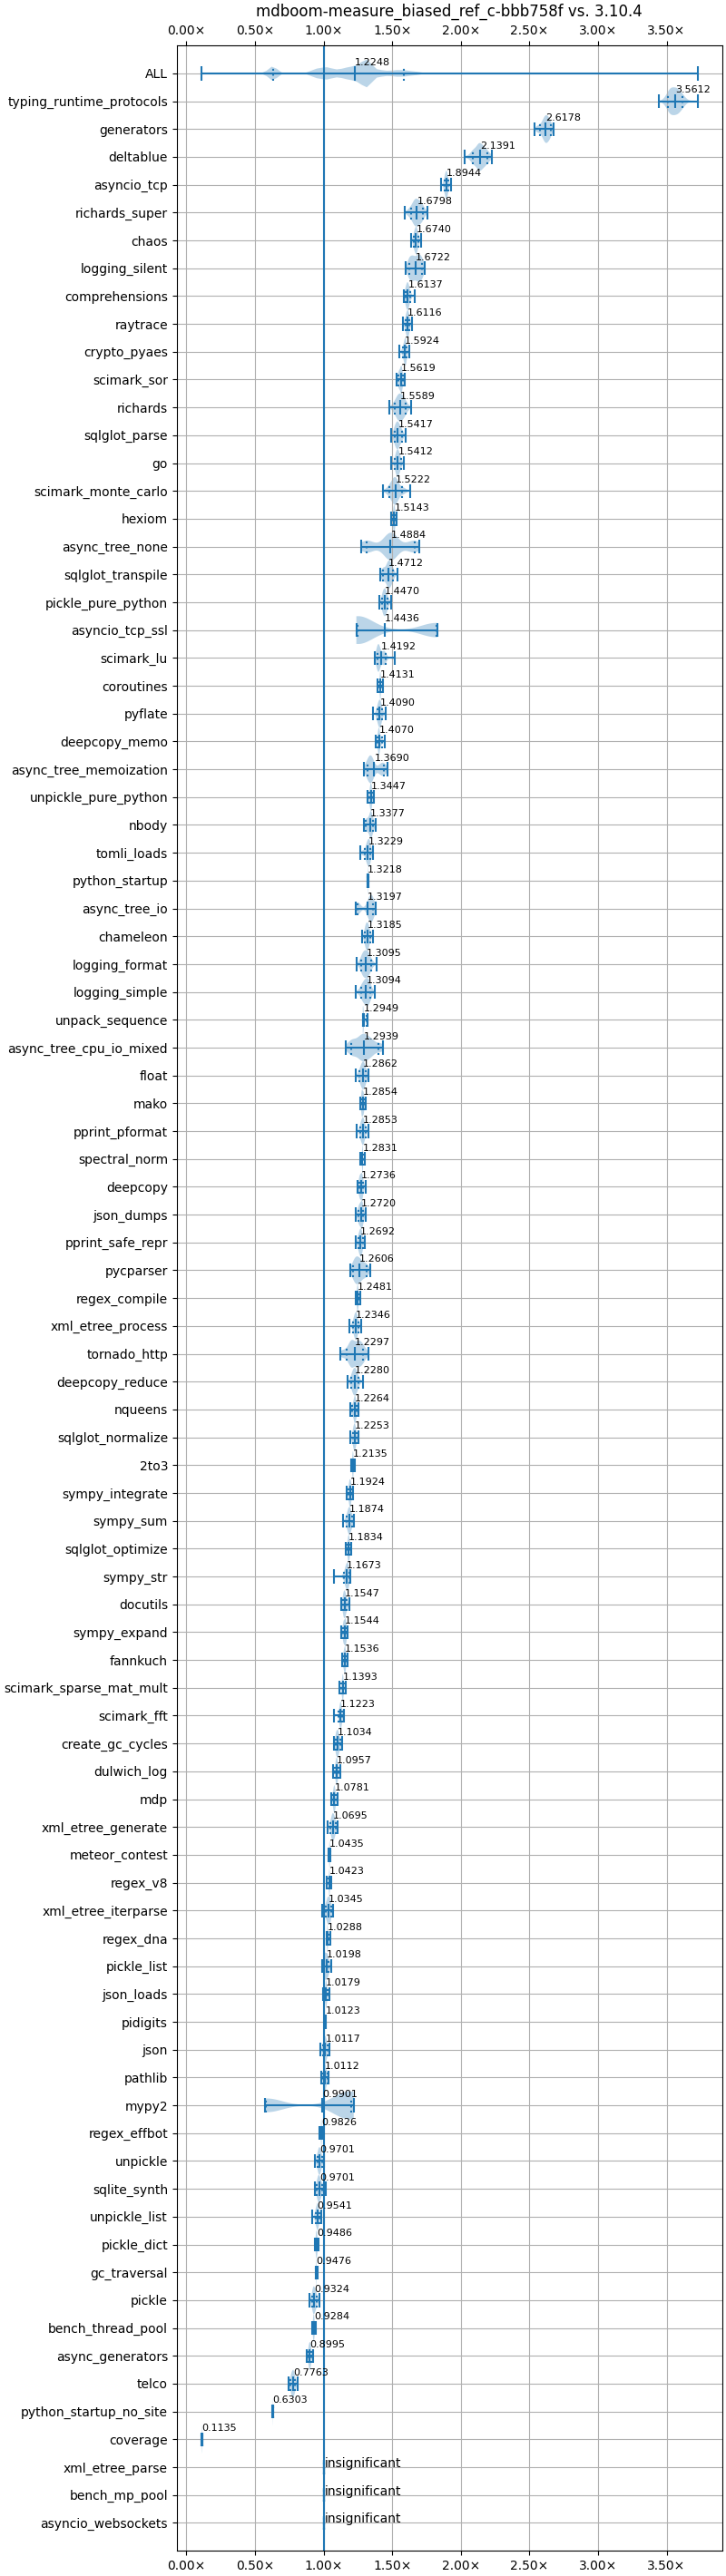 mdboom-measure_biased_ref_c-bbb758f vs. 3.10.4
0.00× 0.50× 1.00× 1.50× 2.00× 2.50× 3.00× 3.50×
ALL 1.2248
typing_runtime_protocols 3.5612
generators 2.6178
deltablue 2.1391
asyncio_tcp 1.8944
richards_super 1.6798
chaos 1.6740
logging_silent 1.6722
comprehensions 1.6137
raytrace 1.6116
crypto_pyaes 1.5924
scimark_sor 1.5619
richards 1.5589
sqlglot_parse 1.5417
go 1.5412
scimark_monte_carlo 1.5222
hexiom 1.5143
async_tree_none 1.4884
sqlglot_transpile 1.4712
pickle_pure_python 1.4470
asyncio_tcp_ssl 1.4436
scimark_lu 1.4192
coroutines 1.4131
pyflate 1.4090
deepcopy_memo 1.4070
async_tree_memoization 1.3690
unpickle_pure_python 1.3447
nbody 1.3377
tomli_loads 1.3229
python_startup 1.3218
async_tree_io 1.3197
chameleon 1.3185
logging_format 1.3095
logging_simple 1.3094
unpack_sequence 1.2949
async_tree_cpu_io_mixed 1.2939
float 1.2862
mako 1.2854
pprint_pformat 1.2853
spectral_norm 1.2831
deepcopy 1.2736
json_dumps 1.2720
pprint_safe_repr 1.2692
pycparser 1.2606
regex_compile 1.2481
xml_etree_process 1.2346
tornado_http 1.2297
deepcopy_reduce 1.2280
nqueens 1.2264
sqlglot_normalize 1.2253
2to3 1.2135
sympy_integrate 1.1924
sympy_sum 1.1874
sqlglot_optimize 1.1834
sympy_str 1.1673
docutils 1.1547
sympy_expand 1.1544
fannkuch 1.1536
scimark_sparse_mat_mult 1.1393
scimark_fft 1.1223
create_gc_cycles 1.1034
dulwich_log 1.0957
mdp 1.0781
xml_etree_generate 1.0695
meteor_contest 1.0435
regex_v8 1.0423
xml_etree_iterparse 1.0345
regex_dna 1.0288
pickle_list 1.0198
json_loads 1.0179
pidigits 1.0123
json 1.0117
pathlib 1.0112
mypy2 0.9901
regex_effbot 0.9826
unpickle 0.9701
sqlite_synth 0.9701
unpickle_list 0.9541
pickle_dict 0.9486
gc_traversal 0.9476
pickle 0.9324
bench_thread_pool 0.9284
async_generators 0.8995
telco 0.7763
python_startup_no_site 0.6303
coverage 0.1135
xml_etree_parse insignificant
bench_mp_pool insignificant
asyncio_websockets insignificant
0.00× 0.50× 1.00× 1.50× 2.00× 2.50× 3.00× 3.50×